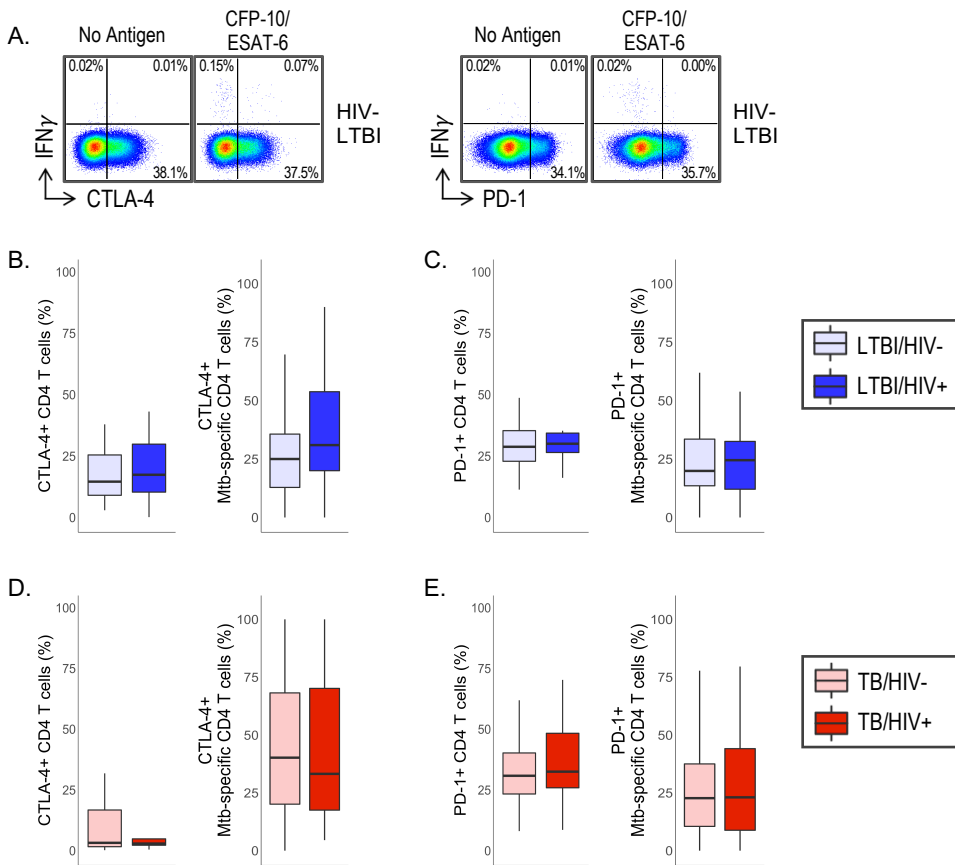 A.
No Antigen
CFP-10/
ESAT-6
0.02%
0.01%
0.15%
0.07%
38.1%
37.5%
IFNγ
CTLA-4
HIV-
LTBI
No Antigen
CFP-10/
ESAT-6
0.02%
0.01%
0.02%
0.00%
34.1%
35.7%
IFNγ
PD-1
HIV-
LTBI
B.
CTLA-4+ CD4 T cells (%)
100
75
50
25
0
CTLA-4+
Mtb-specific CD4 T cells (%)
100
75
50
25
0
C.
PD-1+ CD4 T cells (%)
100
75
50
25
0
PD-1+
Mtb-specific CD4 T cells (%)
100
75
50
25
0
LTBI/HIV-
LTBI/HIV+
D.
CTLA-4+ CD4 T cells (%)
100
75
50
25
0
CTLA-4+
Mtb-specific CD4 T cells (%)
100
75
50
25
0
E.
PD-1+ CD4 T cells (%)
100
75
50
25
0
PD-1+
Mtb-specific CD4 T cells (%)
100
75
50
25
0
TB/HIV-
TB/HIV+